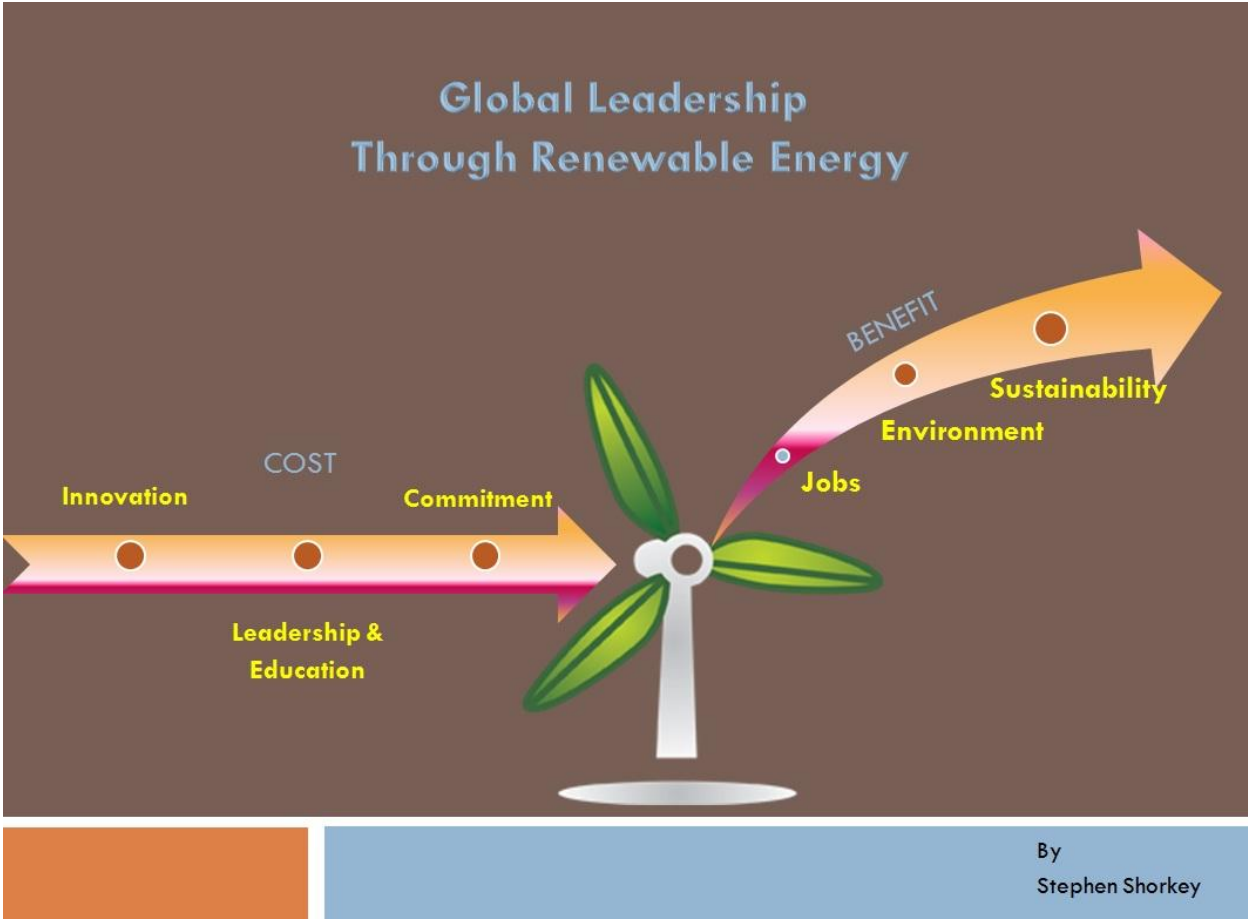 Global Leadership
Through Renewable Energy
BENEFIT
Sustainability
Environment
Jobs
COST
Innovation
Commitment
Leadership &
Education
By
Stephen Shorkey